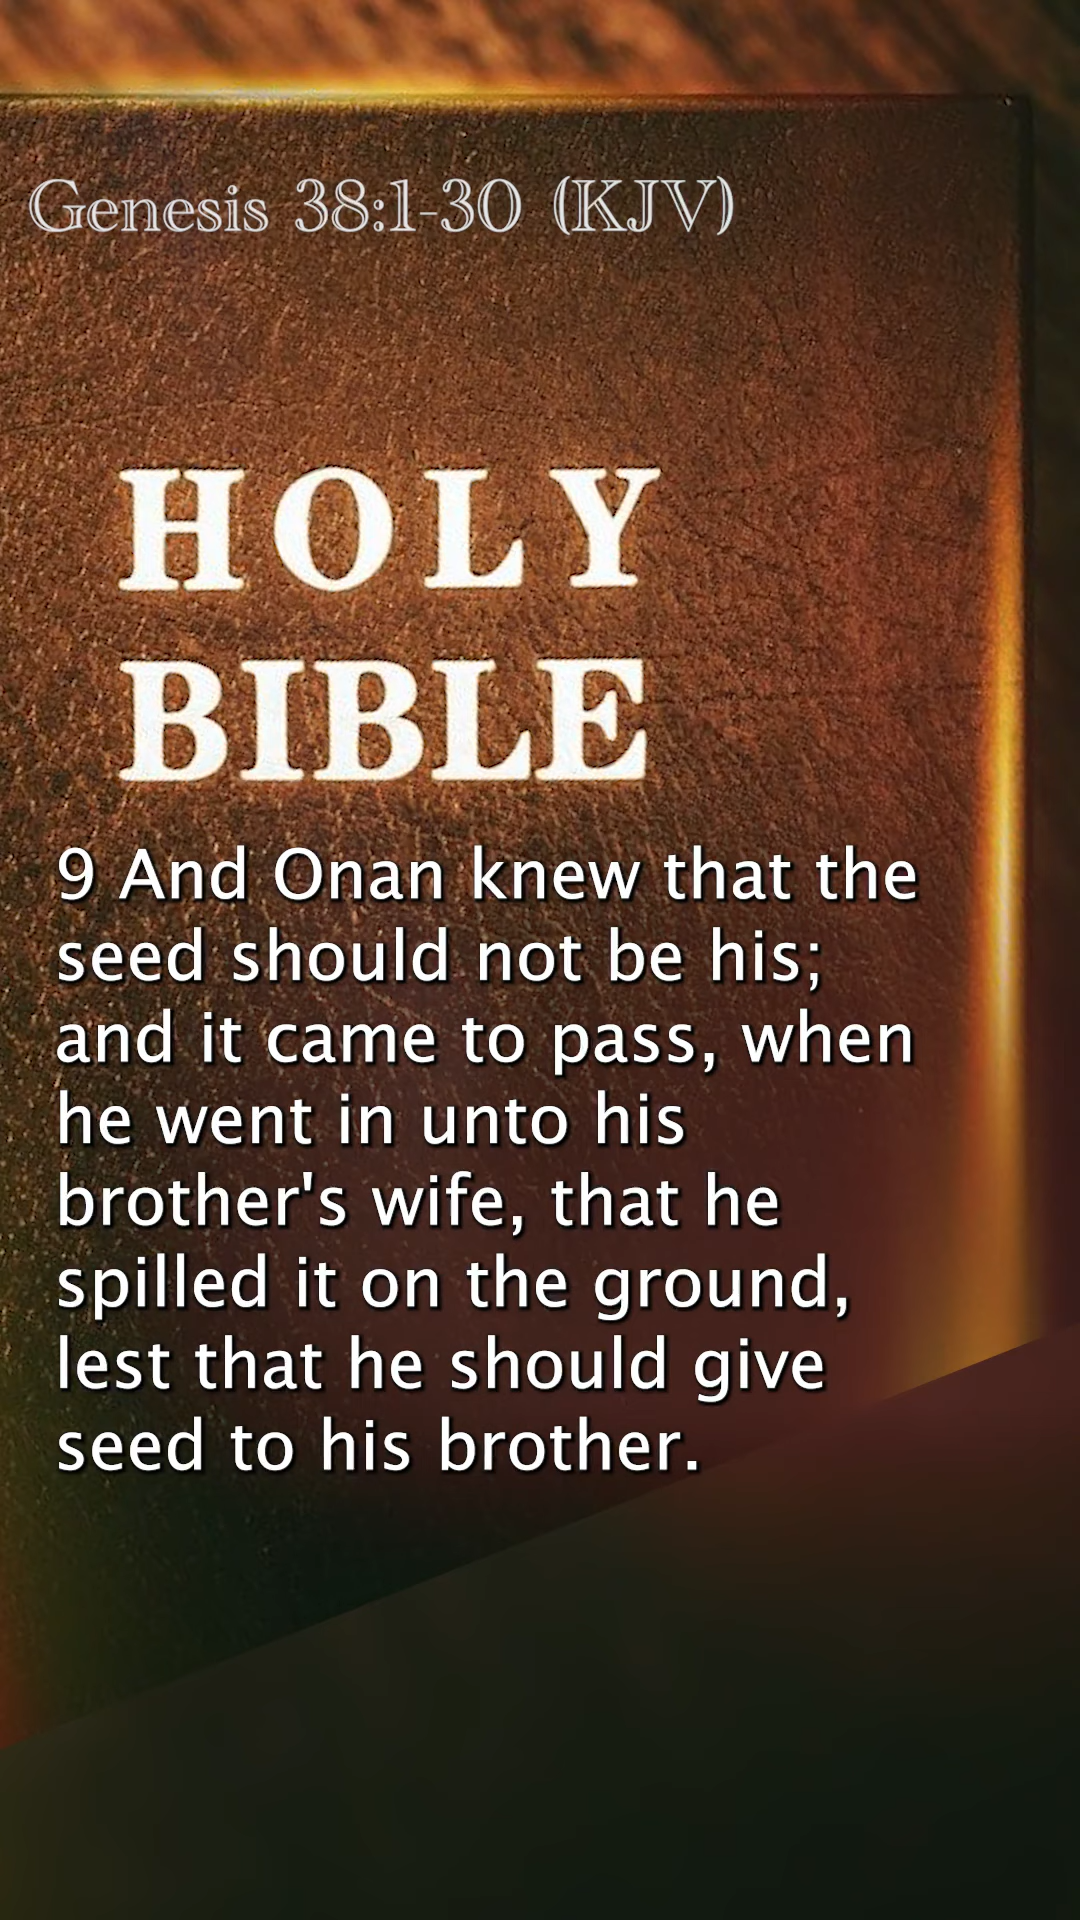 Genesis 38:1-30 (KJV)
HOLY
BIBLE
9 And Onan knew that the
seed should not be his;
and it came to pass, when
he went in unto his
brother's wife, that he
spilled it on the ground,
lest that he should give
seed to his brother.